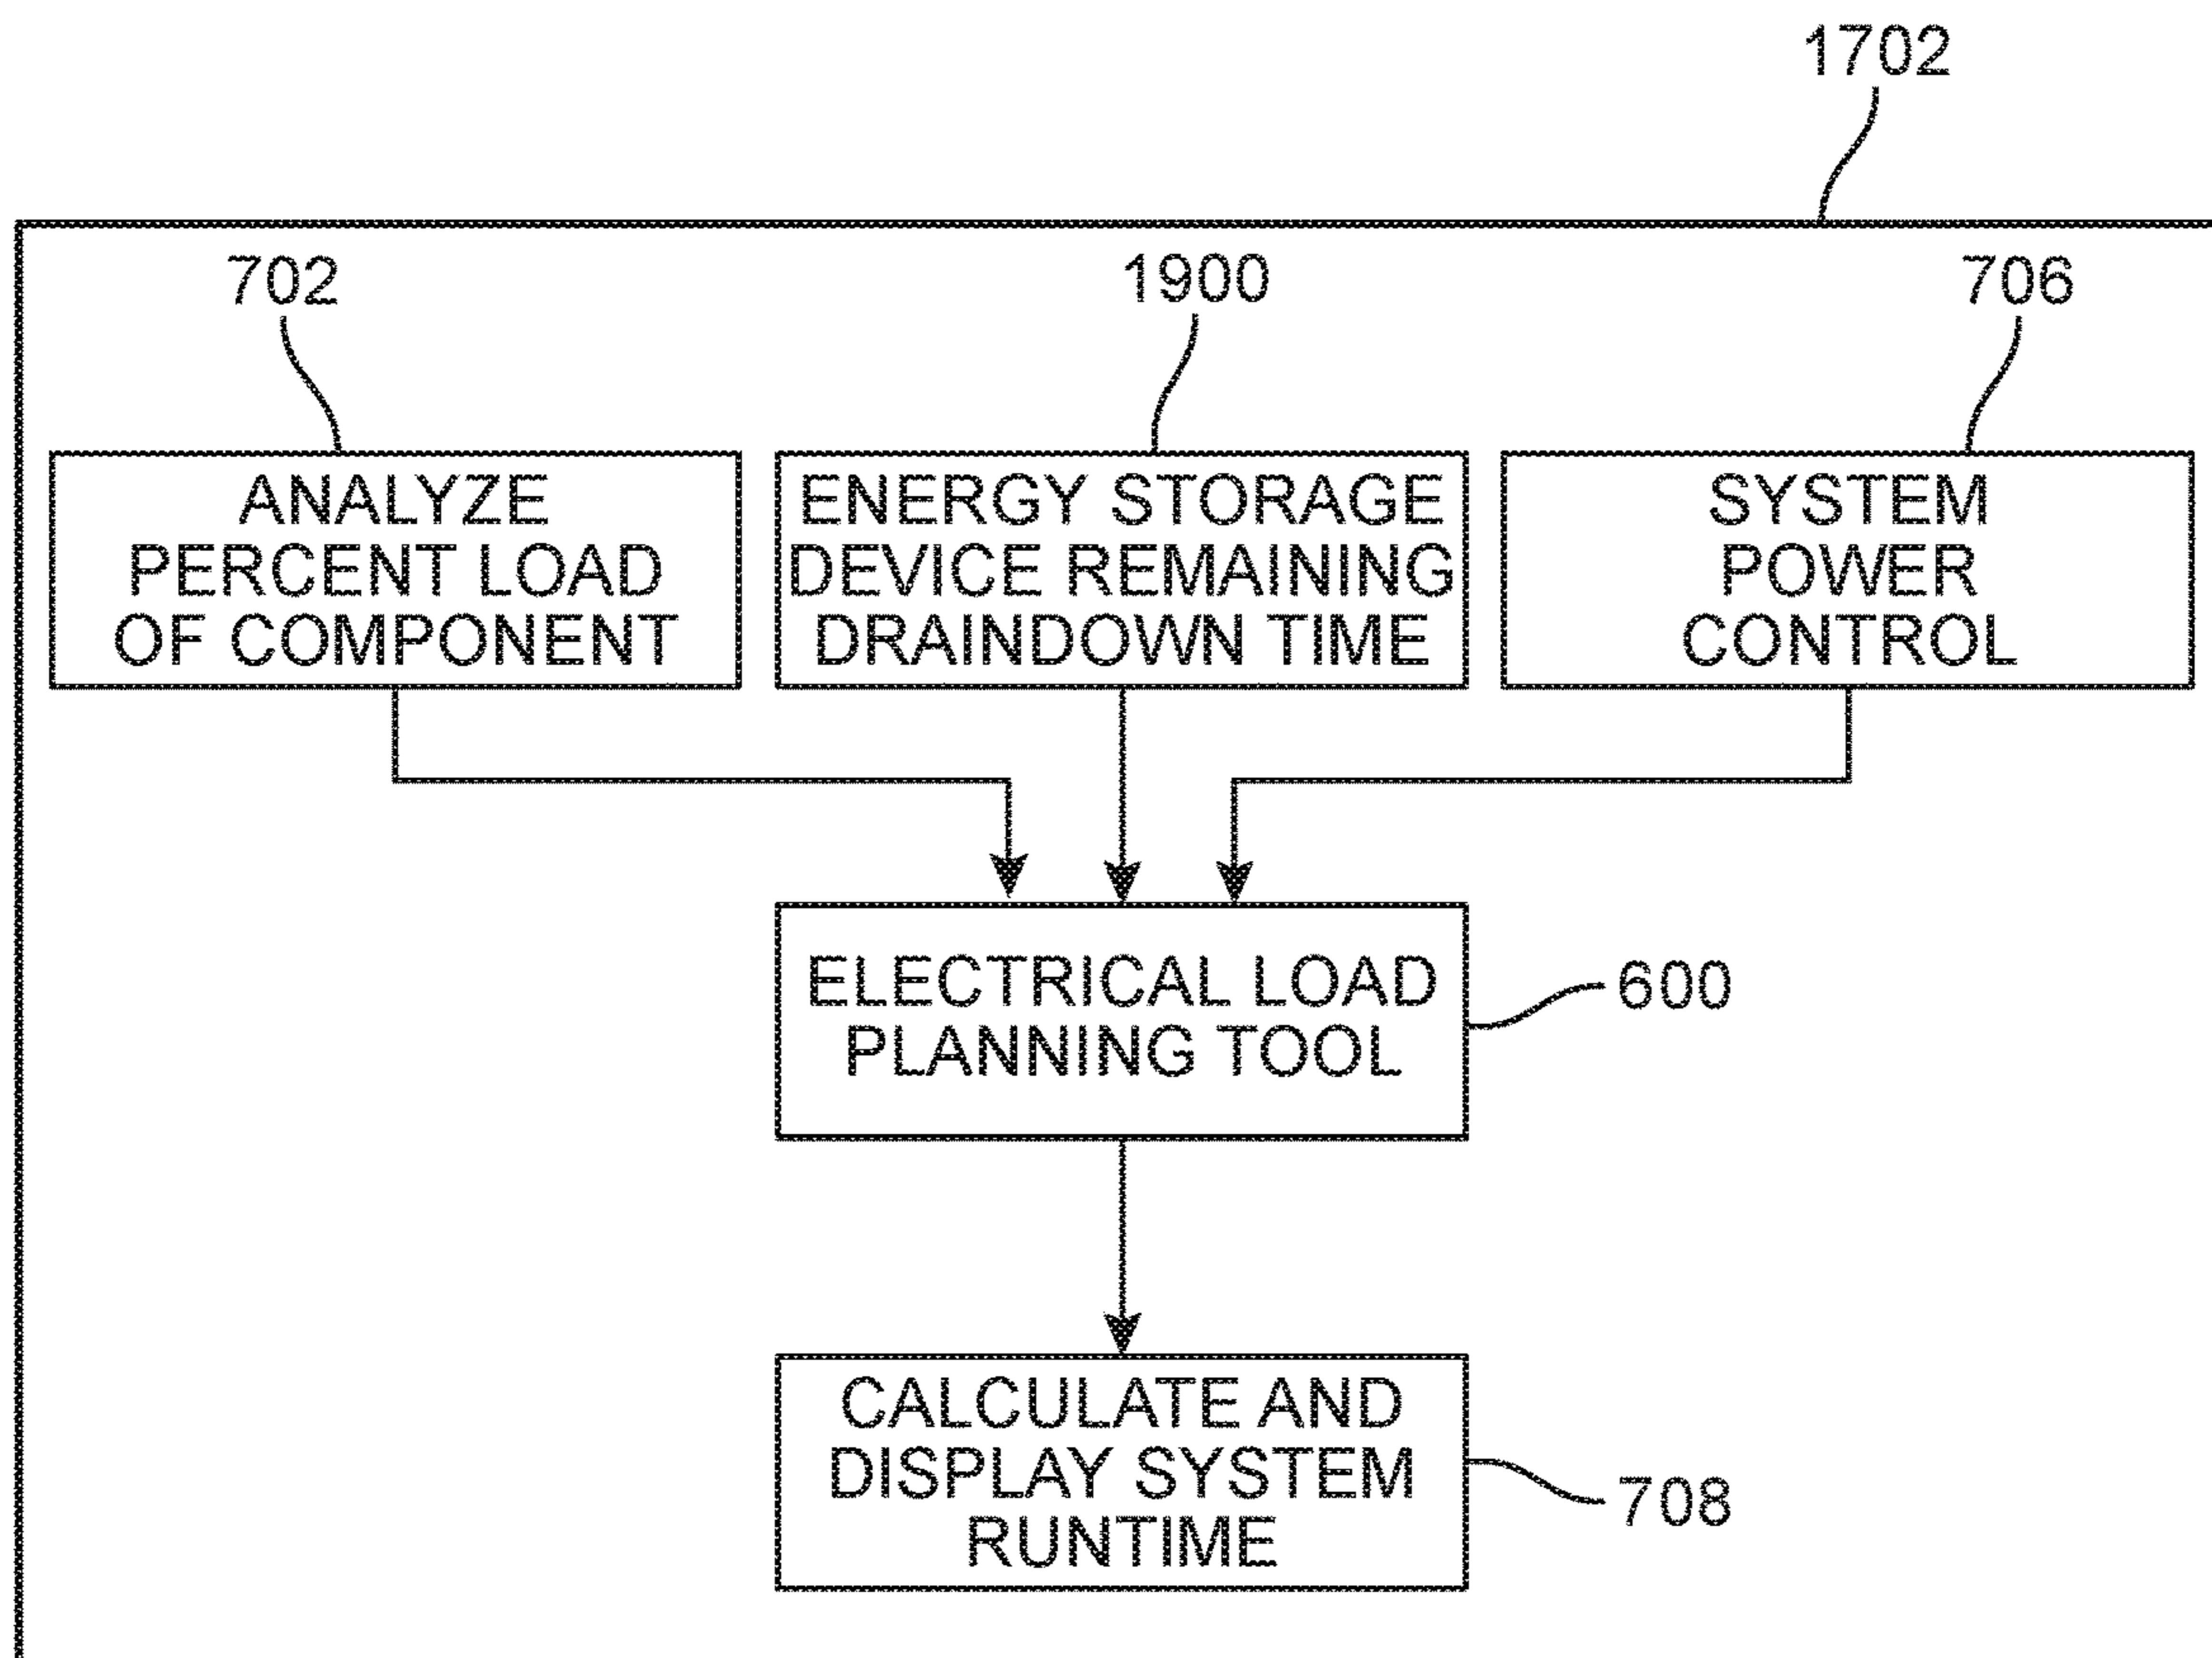 1702
702
1900
706
ANALYZE
PERCENT LOAD
OF COMPONENT
ENERGY STORAGE
DEVICE REMAINING
DRAINDOWN TIME
SYSTEM
POWER
CONTROL
ELECTRICAL LOAD
PLANNING TOOL
600
CALCULATE AND
DISPLAY SYSTEM
RUNTIME
708